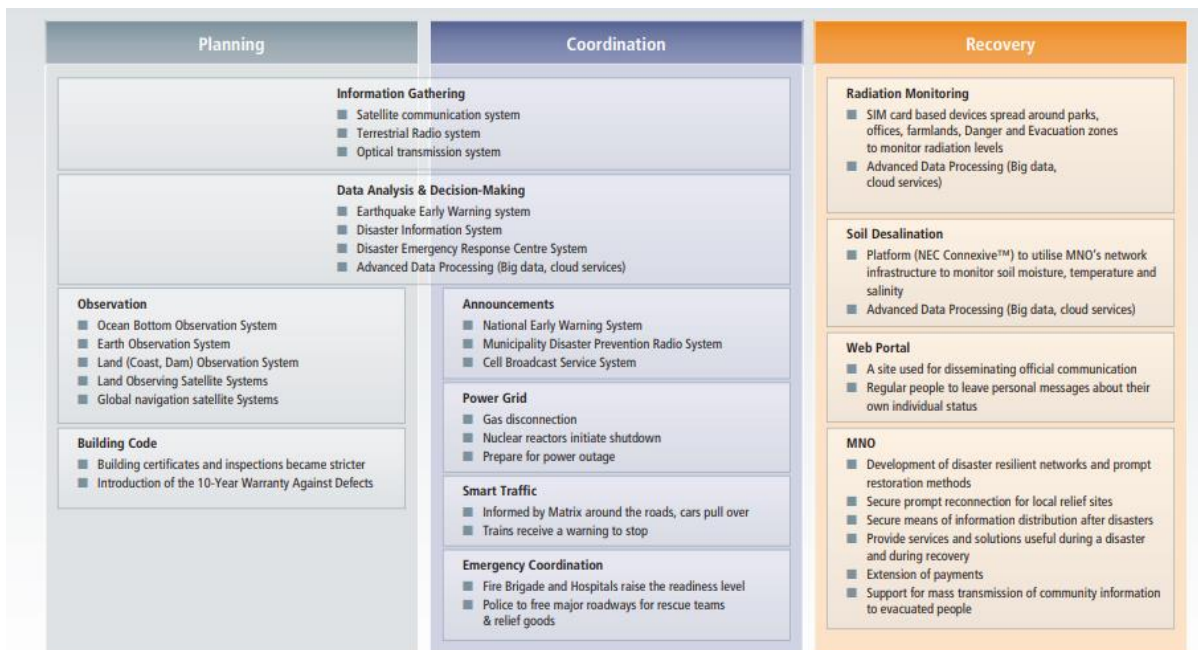 Planning
Coordination
Recovery
Information Gathering
■ Satellite communication system
■ Terrestrial Radio system
■ Optical transmission system
Data Analysis & Decision-Making
■ Earthquake Early Warning system
■ Disaster Information System
■ Disaster Emergency Response Centre System
■ Advanced Data Processing (Big data, cloud services)
Observation
■ Ocean Bottom Observation System
■ Earth Observation System
■ Land (Coast, Dam) Observation System
■ Land Observing Satellite Systems
■ Global navigation satellite Systems
Building Code
■ Building certificates and inspections became stricter
■ Introduction of the 10-Year Warranty Against Defects
Announcements
■ National Early Warning System
■ Municipality Disaster Prevention Radio System
■ Cell Broadcast Service System
Power Grid
■ Gas disconnection
■ Nuclear reactors initiate shutdown
■ Prepare for power outage
Smart Traffic
■ Informed by Matrix around the roads, cars pull over
■ Trains receive a warning to stop
Emergency Coordination
■ Fire Brigade and Hospitals raise the readiness level
■ Police to free major roadways for rescue teams
& relief goods
Radiation Monitoring
■ SIM card based devices spread around parks,
offices, farmlands, Danger and Evacuation zones
to monitor radiation levels
■ Advanced Data Processing (Big data,
cloud services)
Soil Desalination
■ Platform (NEC Connexive™) to utilise MNO's network
infrastructure to monitor soil moisture, temperature and
salinity
■ Advanced Data Processing (Big data, cloud services)
Web Portal
■ A site used for disseminating official communication
■ Regular people to leave personal messages about their
own individual status
MNO
■ Development of disaster resilient networks and prompt
restoration methods
■ Secure prompt reconnection for local relief sites
■ Secure means of information distribution after disasters
■ Provide services and solutions useful during a disaster
and during recovery
■ Extension of payments
■ Support for mass transmission of community information
to evacuated people